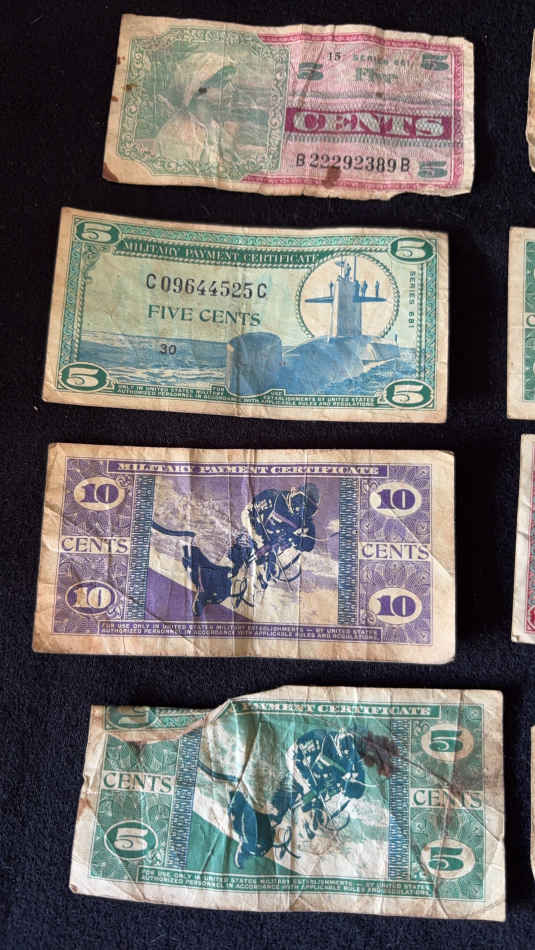 15 SERIES 661 5
5 Five
CENTS
B22292389B 5
5 MILITARY PAYMENT CERTIFICATE 5
C09644525C
FIVE CENTS
SERIES 681
30
5 ONLY IN UNITED STATES MILITARY ESTABLISHMENTS BY UNITED STATES 5
AUTHORIZED PERSONNEL IN ACCORDANCE WITH APPLICABLE RULES AND REGULATIONS
MILITARY PAYMENT CERTIFICATE
10 10
CENTS CENTS
10 10
FOR USE ONLY IN UNITED STATES MILITARY ESTABLISHMENTS — BY UNITED STATES
AUTHORIZED PERSONNEL IN ACCORDANCE WITH APPLICABLE RULES AND REGULATIONS
PAYMENT CERTIFICATE
5
CENTS CENTS
5 5
FOR USE ONLY IN UNITED STATES MILITARY ESTABLISHMENTS — BY UNITED STATES
AUTHORIZED PERSONNEL IN ACCORDANCE WITH APPLICABLE RULES AND REGULATIONS